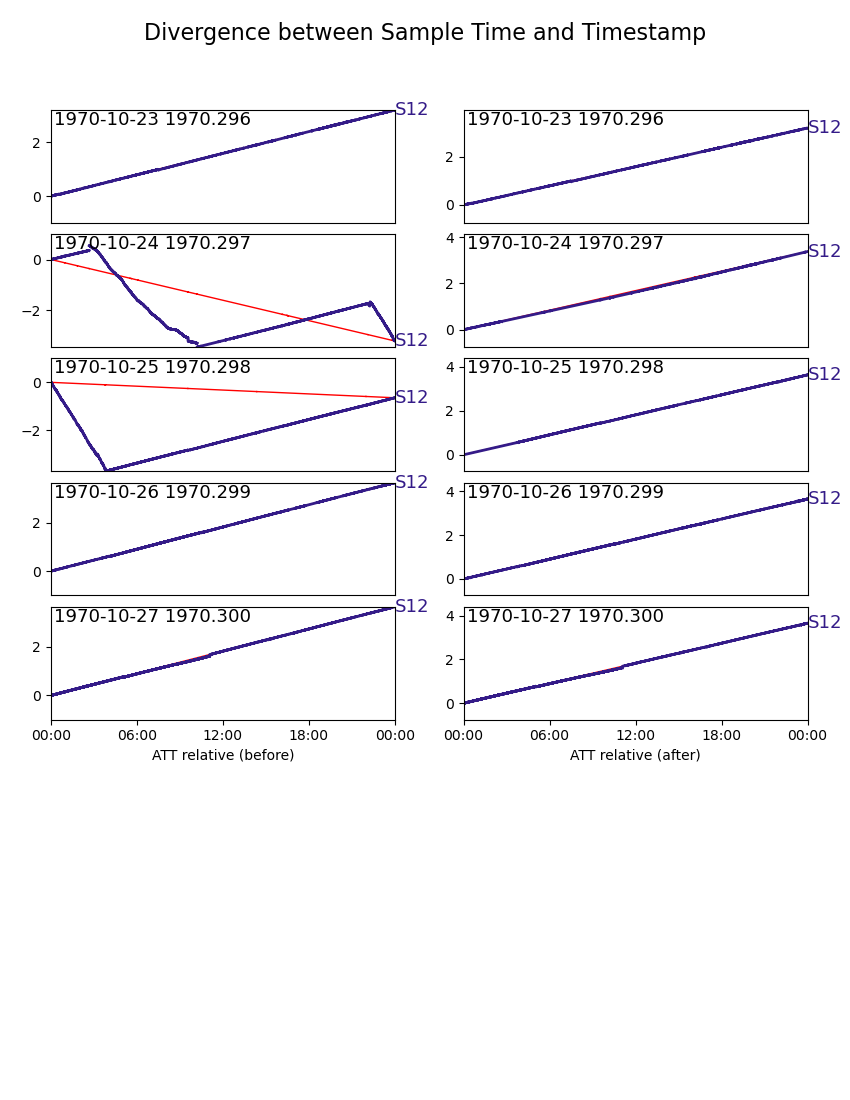 Divergence between Sample Time and Timestamp
1970-10-23 1970.296
S12
2
0
1970-10-24 1970.297
S12
0
−2
1970-10-25 1970.298
S12
0
−2
1970-10-26 1970.299
S12
2
0
1970-10-27 1970.300
S12
2
0
00:00 06:00 12:00 18:00 00:00
ATT relative (before)
1970-10-23 1970.296
S12
2
0
1970-10-24 1970.297
S12
4
2
0
1970-10-25 1970.298
S12
4
2
0
1970-10-26 1970.299
S12
4
2
0
1970-10-27 1970.300
S12
4
2
0
00:00 06:00 12:00 18:00 00:00
ATT relative (after)